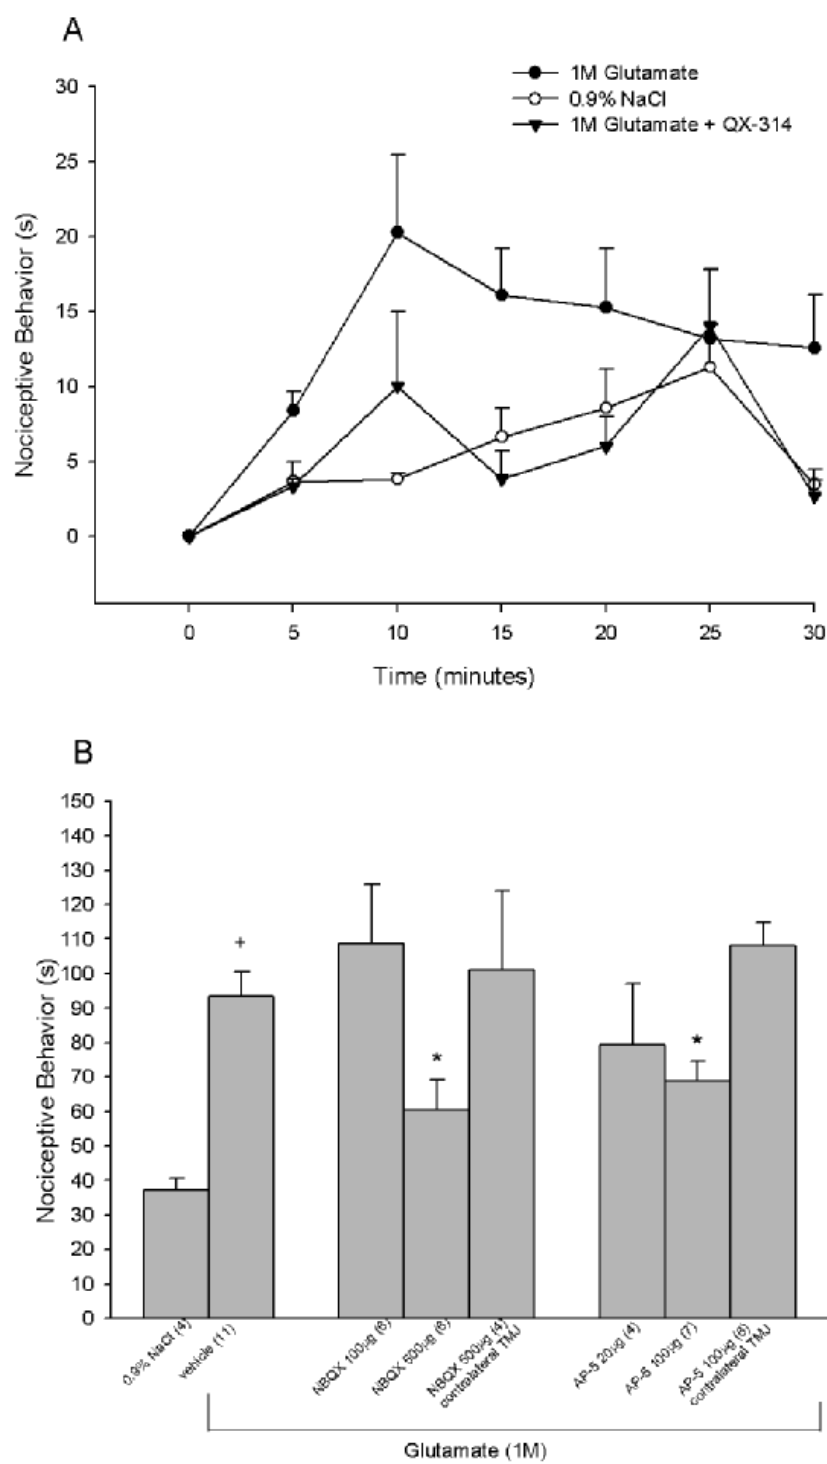 A
1M Glutamate
0.9% NaCl
1M Glutamate + QX-314
30
25
20
15
10
5
0
Nociceptive Behavior (s)
0 5 10 15 20 25 30
Time (minutes)
B
150
140
130
120
110
100
90
80
70
60
50
40
30
20
10
0
Nociceptive Behavior (s)
+
*
*
0.9% NaCl (4)
vehicle (11)
NBQX 100µg (6)
NBQX 500µg (6)
NBQX 500µg (4)
contralateral TMJ
AP-5 20µg (4)
AP-5 100µg (7)
AP-5 100µg (6)
contralateral TMJ
Glutamate (1M)